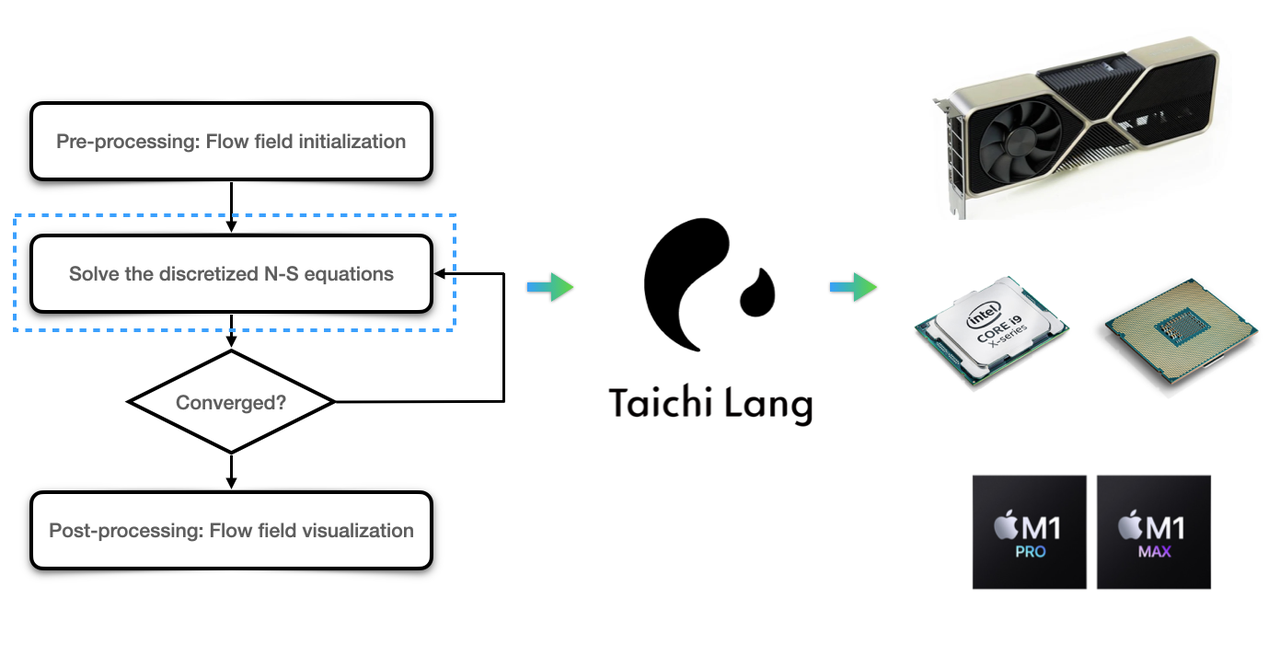 Pre-processing: Flow field initialization
Solve the discretized N-S equations
Converged?
Post-processing: Flow field visualization
Taichi Lang
intel
CORE i9
X-series
M1
PRO
M1
MAX